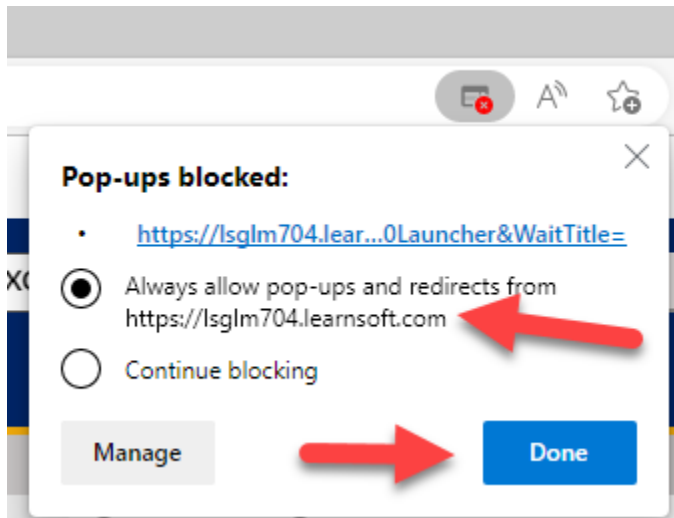 A
Pop-ups blocked:
https://lsglm704.lear...0Launcher&WaitTitle=
XC
Always allow pop-ups and redirects from
https://lsglm704.learnsoft.com
Continue blocking
Manage
Done